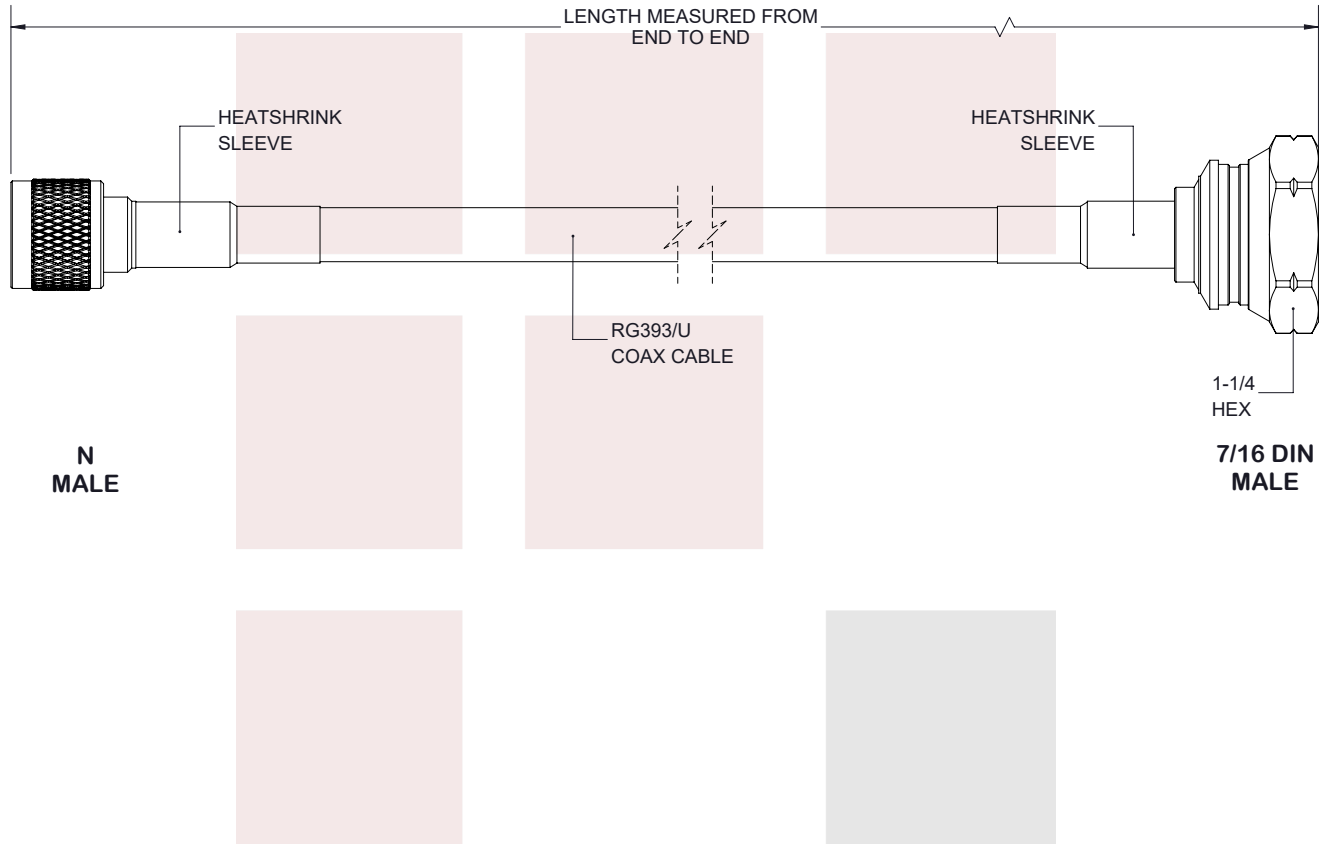 LENGTH MEASURED FROM
END TO END
HEATSHRINK
SLEEVE
HEATSHRINK
SLEEVE
RG393/U
COAX CABLE
1-1/4
HEX
N
MALE
7/16 DIN
MALE